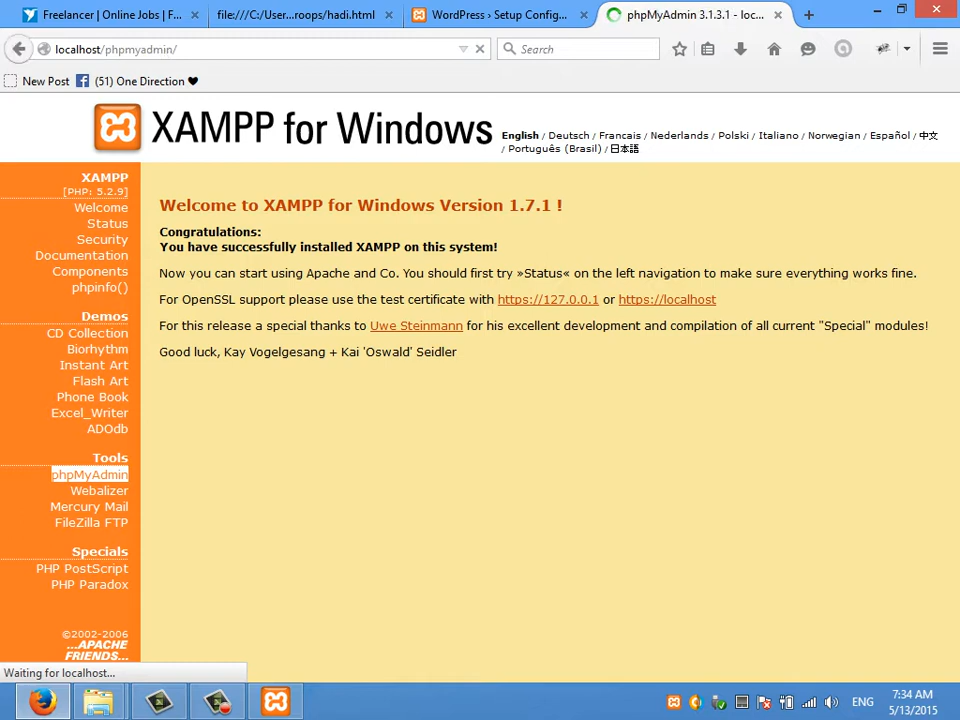 Freelancer | Online Jobs | F...
file:///C:/User...roops/hadi.html
WordPress › Setup Config...
phpMyAdmin 3.1.3.1 - loc...
localhost/phpmyadmin/
Search
New Post
(51) One Direction ❤
XAMPP for Windows
English / Deutsch / Francais / Nederlands / Polski / Italiano / Norwegian / Español / 中文
/ Português (Brasil) / 日本語
XAMPP
[PHP: 5.2.9]
Welcome
Status
Security
Documentation
Components
phpinfo()
Demos
CD Collection
Biorhythm
Instant Art
Flash Art
Phone Book
Excel_Writer
ADOdb
Tools
phpMyAdmin
Webalizer
Mercury Mail
FileZilla FTP
Specials
PHP PostScript
PHP Paradox
©2002-2006
...APACHE
FRIENDS...
Welcome to XAMPP for Windows Version 1.7.1 !
Congratulations:
You have successfully installed XAMPP on this system!
Now you can start using Apache and Co. You should first try »Status« on the left navigation to make sure everything works fine.
For OpenSSL support please use the test certificate with https://127.0.0.1 or https://localhost
For this release a special thanks to Uwe Steinmann for his excellent development and compilation of all current "Special" modules!
Good luck, Kay Vogelgesang + Kai 'Oswald' Seidler
Waiting for localhost...
ENG
7:34 AM
5/13/2015